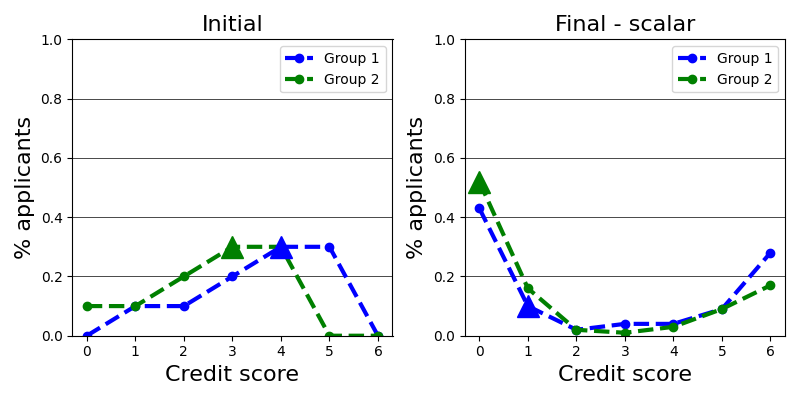 Initial
1.0
0.8
0.6
0.4
0.2
0.0
% applicants
Group 1
Group 2
0 1 2 3 4 5 6
Credit score
Final - scalar
1.0
0.8
0.6
0.4
0.2
0.0
% applicants
Group 1
Group 2
0 1 2 3 4 5 6
Credit score